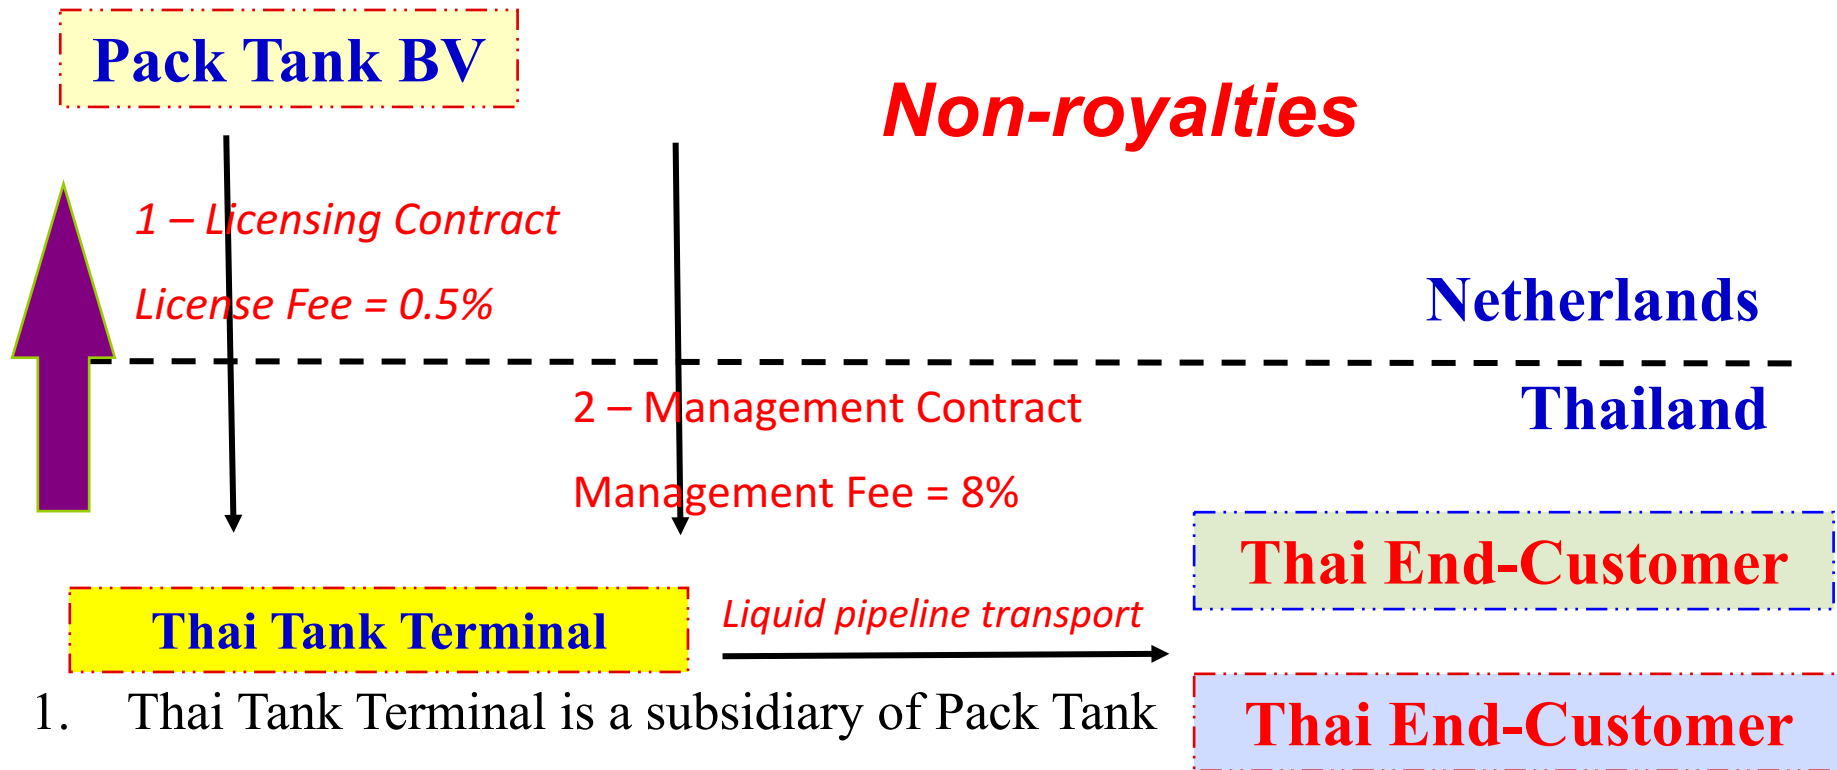 Pack Tank BV
Non-royalties
1 – Licensing Contract
License Fee = 0.5%
Netherlands
Thailand
2 – Management Contract
Management Fee = 8%
Thai End-Customer
Thai Tank Terminal
Liquid pipeline transport
1. Thai Tank Terminal is a subsidiary of Pack Tank
Thai End-Customer